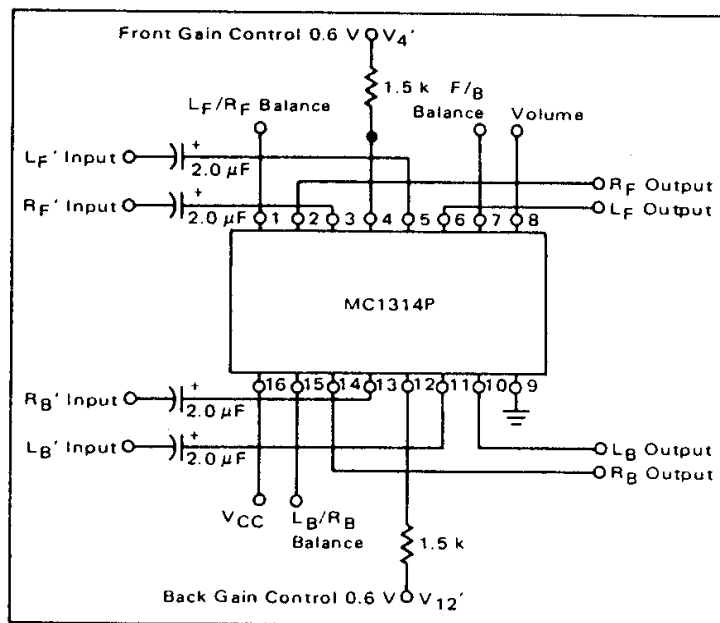 Front Gain Control 0.6 V V4'
1.5 k
LF/RF Balance
F/B Balance
Volume
LF' Input
+
2.0 µF
RF' Input
+
2.0 µF
RF Output
LF Output
1 2 3 4 5 6 7 8
MC1314P
16 15 14 13 12 11 10 9
RB' Input
+
2.0 µF
LB' Input
+
2.0 µF
LB Output
RB Output
VCC
LB/RB
Balance
1.5 k
Back Gain Control 0.6 V V12'